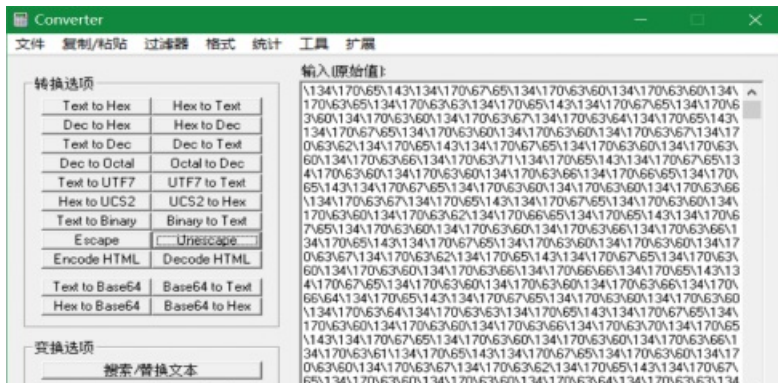 Converter
文件 复制/粘贴 过滤器 格式 统计 工具 扩展
转换选项
Text to Hex Hex to Text
Dec to Hex Hex to Dec
Text to Dec Dec to Text
Dec to Octal Octal to Dec
Text to UTF7 UTF7 to Text
Hex to UCS2 UCS2 to Hex
Text to Binary Binary to Text
Escape Unescape
Encode HTML Decode HTML
Text to Base64 Base64 to Text
Hex to Base64 Base64 to Hex
变换选项
搜索/替换文本
输入(原始值):
\134\170\65\143\134\170\67\65\134\170\63\60\134\170\63\60\134\
170\63\65\134\170\63\63\134\170\65\143\134\170\67\65\134\170\6
3\60\134\170\63\60\134\170\63\67\134\170\63\64\134\170\65\143\
134\170\67\65\134\170\63\60\134\170\63\60\134\170\63\67\134\17
0\63\62\134\170\65\143\134\170\67\65\134\170\63\60\134\170\63\
60\134\170\63\66\134\170\63\71\134\170\65\143\134\170\67\65\13
4\170\63\60\134\170\63\60\134\170\63\66\134\170\66\65\134\170\
65\143\134\170\67\65\134\170\63\60\134\170\63\60\134\170\63\66
\134\170\63\67\134\170\65\143\134\170\67\65\134\170\63\60\134\
170\63\60\134\170\63\62\134\170\66\65\134\170\65\143\134\170\6
7\65\134\170\63\60\134\170\63\60\134\170\63\66\134\170\63\66\1
34\170\65\143\134\170\67\65\134\170\63\60\134\170\63\60\134\17
0\63\67\134\170\63\62\134\170\65\143\134\170\67\65\134\170\63\
60\134\170\63\60\134\170\63\66\134\170\66\66\134\170\65\143\13
4\170\67\65\134\170\63\60\134\170\63\60\134\170\63\66\134\170\
66\64\134\170\65\143\134\170\67\65\134\170\63\60\134\170\63\60
\134\170\63\64\134\170\63\63\134\170\65\143\134\170\67\65\134\
170\63\60\134\170\63\60\134\170\63\66\134\170\63\70\134\170\65
\143\134\170\67\65\134\170\63\60\134\170\63\60\134\170\63\66\1
34\170\63\61\134\170\65\143\134\170\67\65\134\170\63\60\134\17
0\63\60\134\170\63\67\134\170\63\62\134\170\65\143\134\170\67\
65\134\170\63\60\134\170\63\60\134\170\63\64\134\170\63\63\134